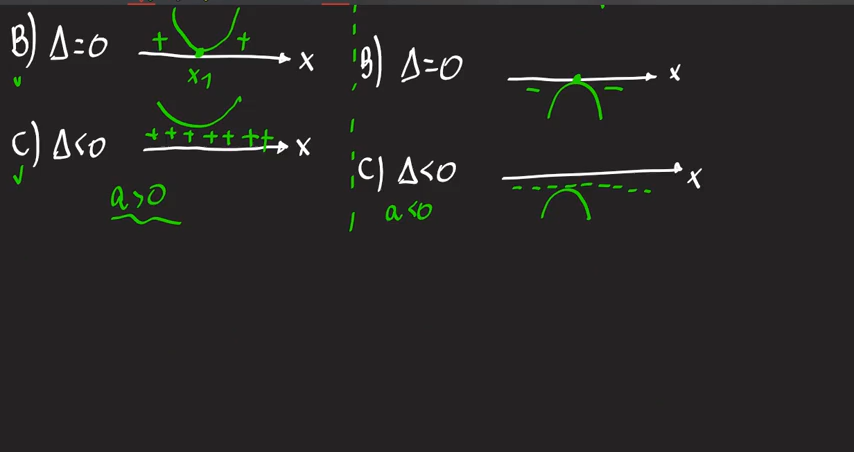 B) Δ=0
+ +
x1
x
C) Δ<0
+ + + + + + +
x
a>0
B) Δ=0
x
- -
C) Δ<0
x
- - - - - - - - -
a<0